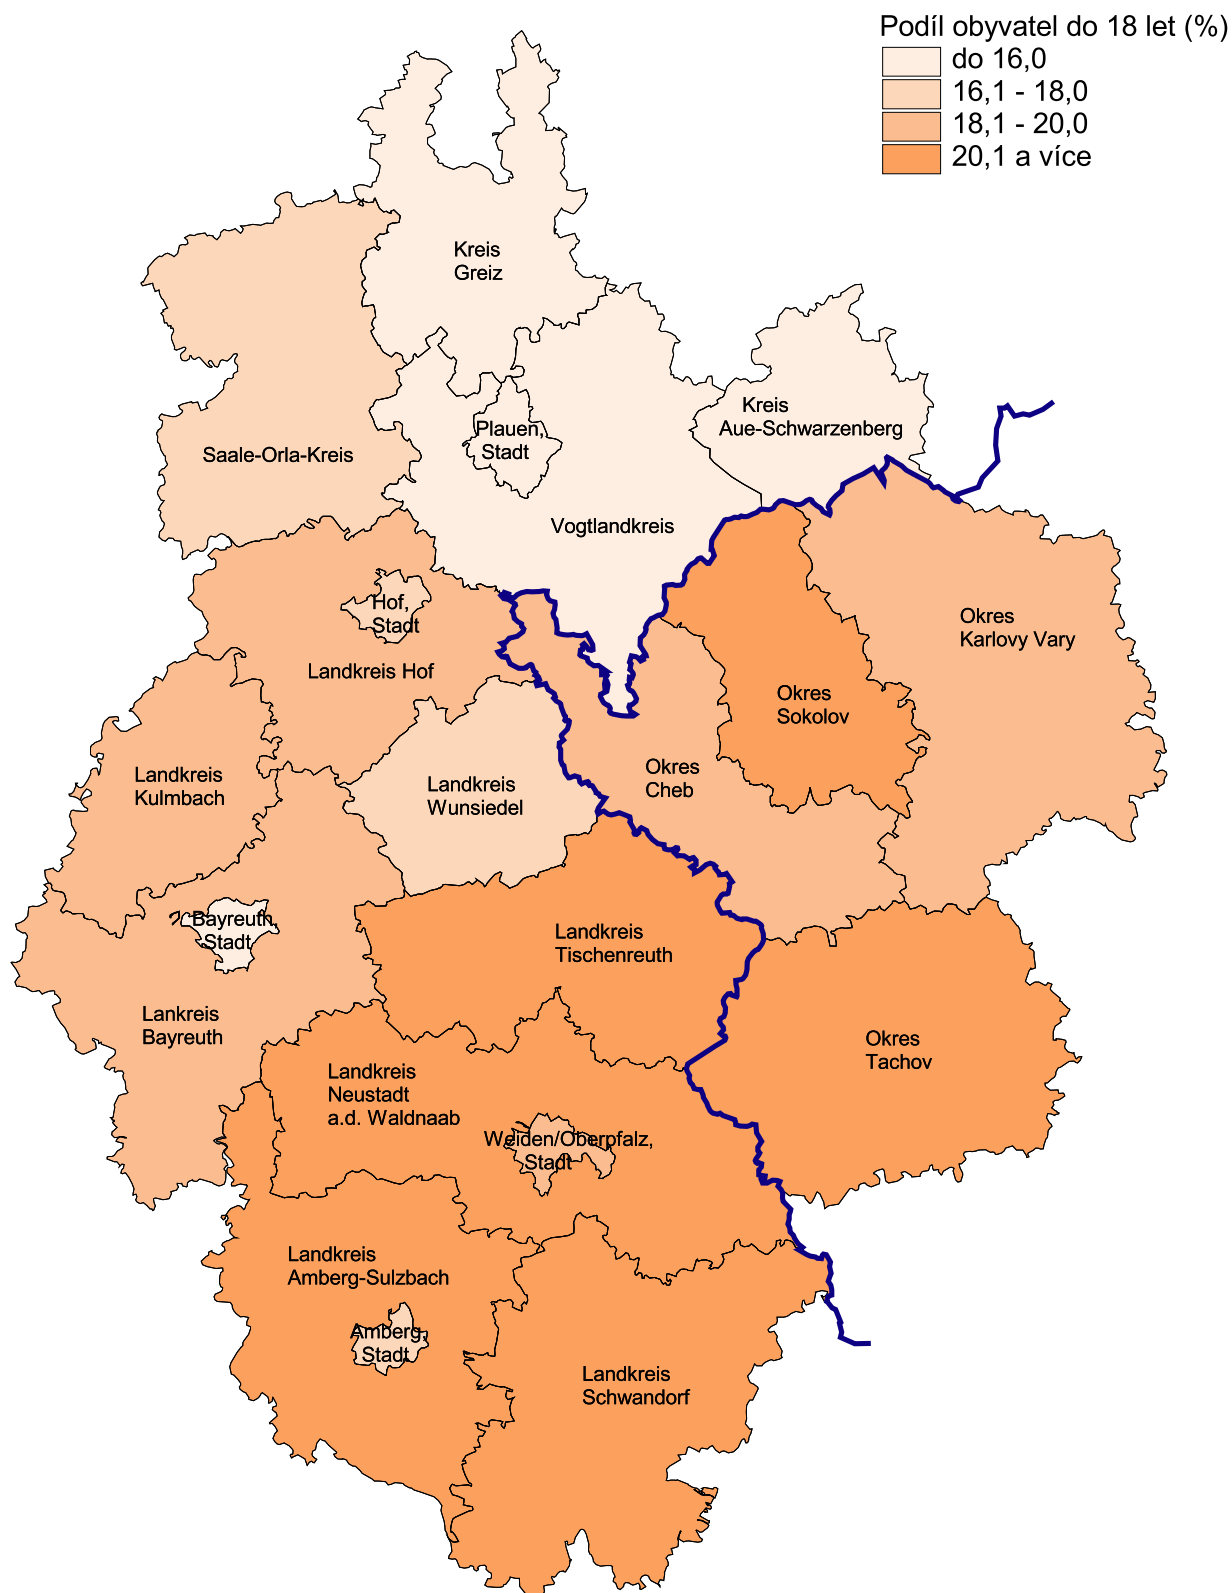 Podíl obyvatel do 18 let (%)
do 16,0
16,1 - 18,0
18,1 - 20,0
20,1 a více
Kreis
Greiz
Kreis
Aue-Schwarzenberg
Plauen,
Stadt
Saale-Orla-Kreis
Vogtlandkreis
Hof,
Stadt
Landkreis Hof
Okres
Karlovy Vary
Okres
Sokolov
Okres
Cheb
Landkreis
Kulmbach
Landkreis
Wunsiedel
Bayreuth,
Stadt
Landkreis
Tischenreuth
Lankreis
Bayreuth
Okres
Tachov
Landkreis
Neustadt
a.d. Waldnaab
Weiden/Oberpfalz,
Stadt
Landkreis
Amberg-Sulzbach
Amberg,
Stadt
Landkreis
Schwandorf